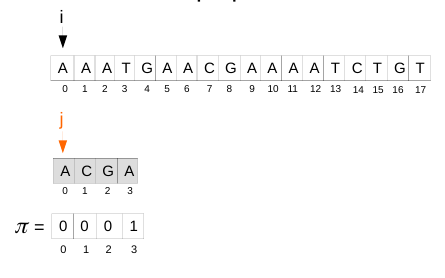 i
A A A T G A A C G A A A A T C T G T
0 1 2 3 4 5 6 7 8 9 10 11 12 13 14 15 16 17
j
A C G A
0 1 2 3
π = 0 0 0 1
0 1 2 3